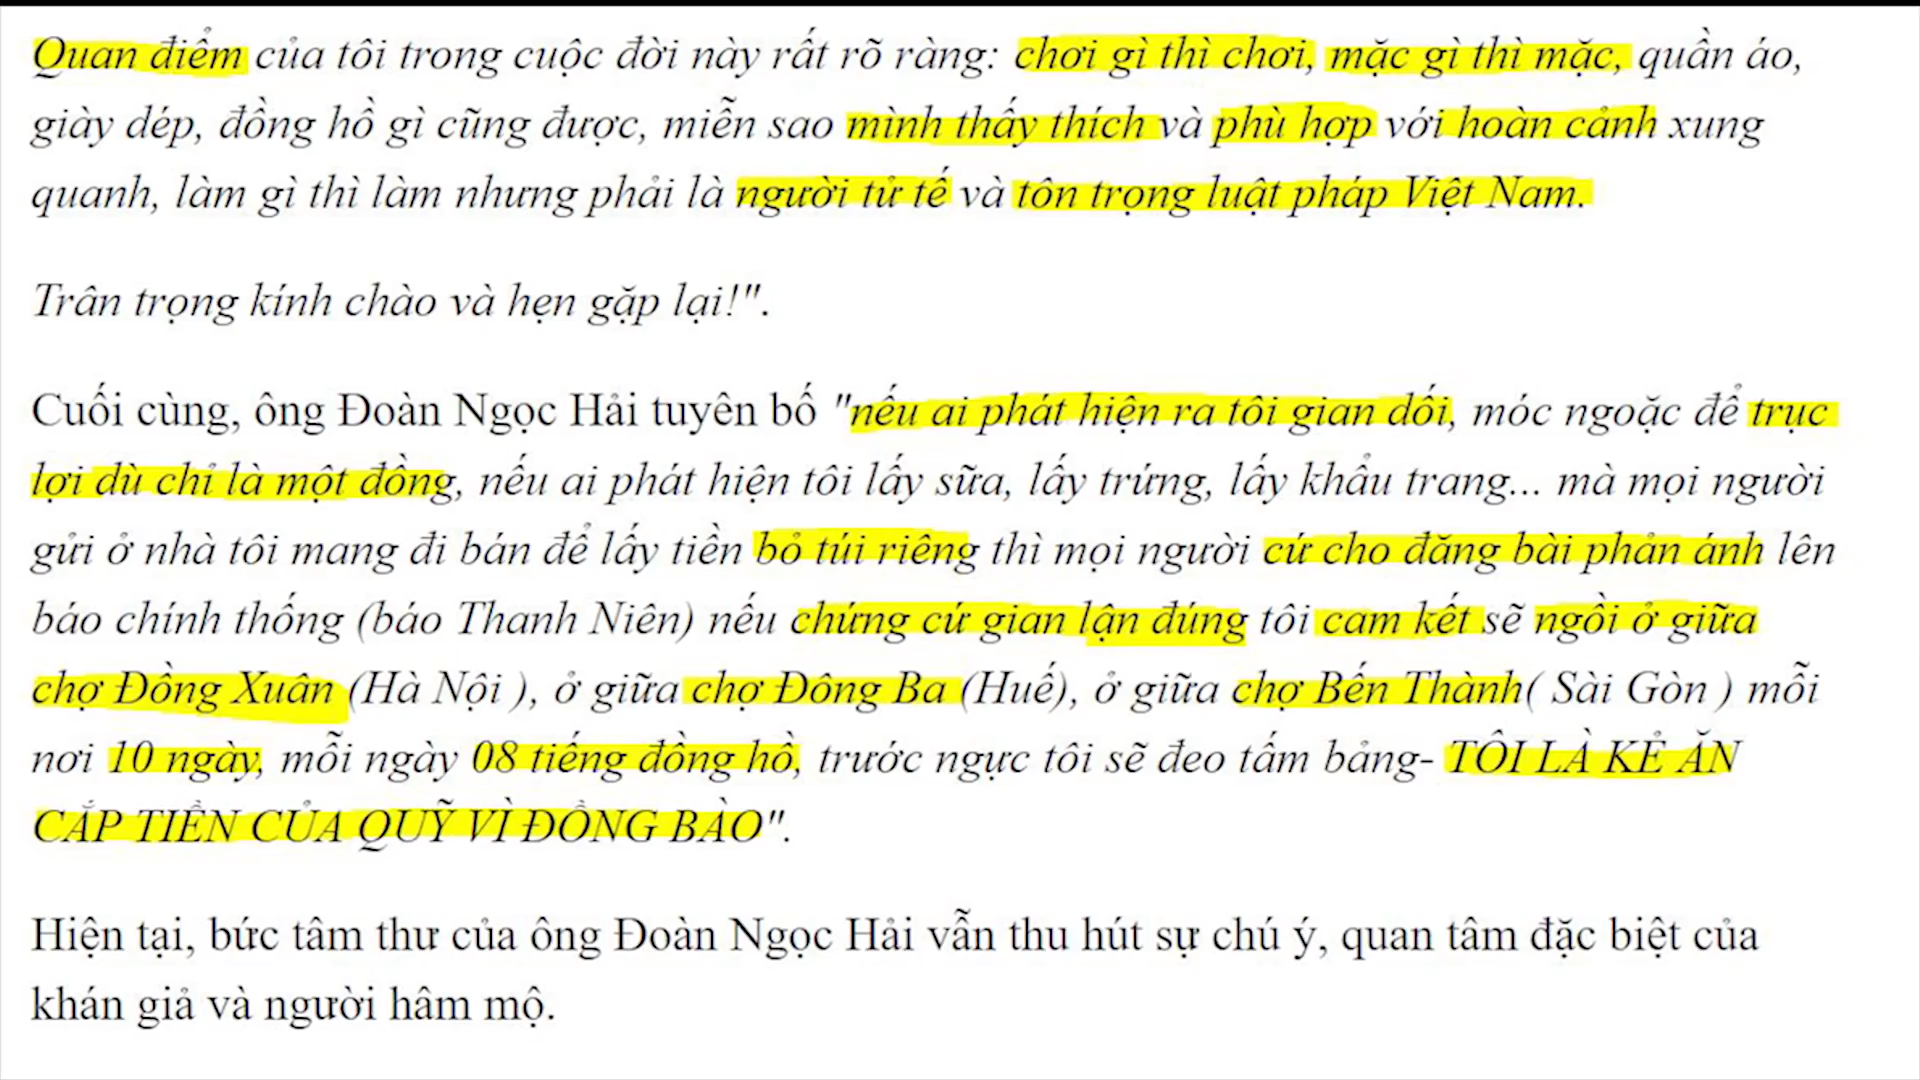 Quan điểm của tôi trong cuộc đời này rất rõ ràng: chơi gì thì chơi, mặc gì thì mặc, quần áo,
giày dép, đồng hồ gì cũng được, miễn sao mình thấy thích và phù hợp với hoàn cảnh xung
quanh, làm gì thì làm nhưng phải là người tử tế và tôn trọng luật pháp Việt Nam.
Trân trọng kính chào và hẹn gặp lại!".
Cuối cùng, ông Đoàn Ngọc Hải tuyên bố "nếu ai phát hiện ra tôi gian dối, móc ngoặc để trục
lợi dù chỉ là một đồng, nếu ai phát hiện tôi lấy sữa, lấy trứng, lấy khẩu trang... mà mọi người
gửi ở nhà tôi mang đi bán để lấy tiền bỏ túi riêng thì mọi người cứ cho đăng bài phản ánh lên
báo chính thống (báo Thanh Niên) nếu chứng cứ gian lận đúng tôi cam kết sẽ ngồi ở giữa
chợ Đồng Xuân (Hà Nội ), ở giữa chợ Đông Ba (Huế), ở giữa chợ Bến Thành( Sài Gòn ) mỗi
nơi 10 ngày, mỗi ngày 08 tiếng đồng hồ, trước ngực tôi sẽ đeo tấm bảng- TÔI LÀ KẺ ĂN
CẮP TIỀN CỦA QUỸ VÌ ĐỒNG BÀO".
Hiện tại, bức tâm thư của ông Đoàn Ngọc Hải vẫn thu hút sự chú ý, quan tâm đặc biệt của
khán giả và người hâm mộ.